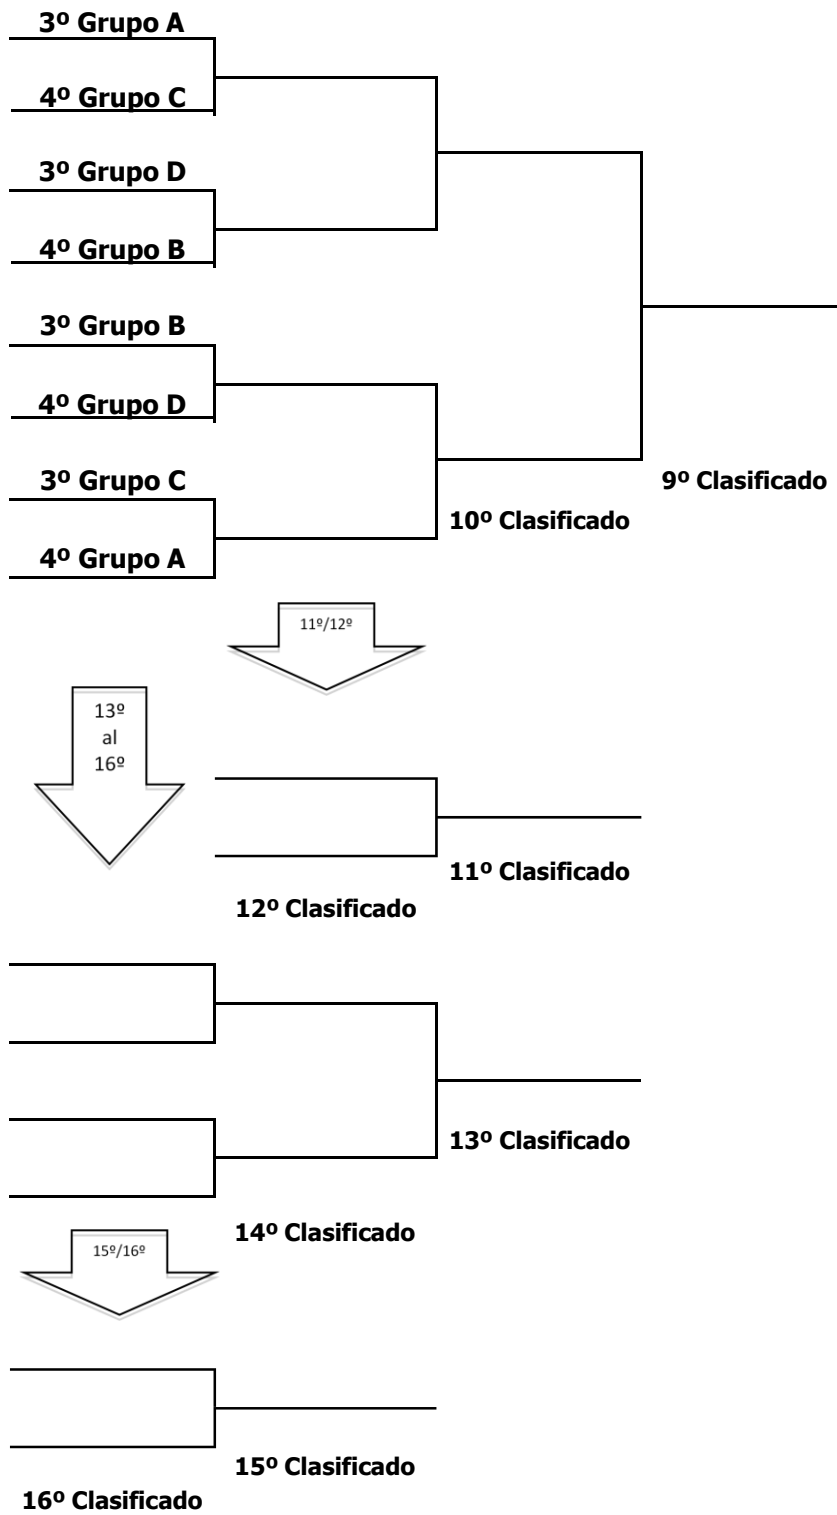 3º Grupo A
4º Grupo C
3º Grupo D
4º Grupo B
3º Grupo B
4º Grupo D
3º Grupo C
9º Clasificado
10º Clasificado
4º Grupo A
11º/12º
13º
al
16º
11º Clasificado
12º Clasificado
13º Clasificado
14º Clasificado
15º/16º
15º Clasificado
16º Clasificado